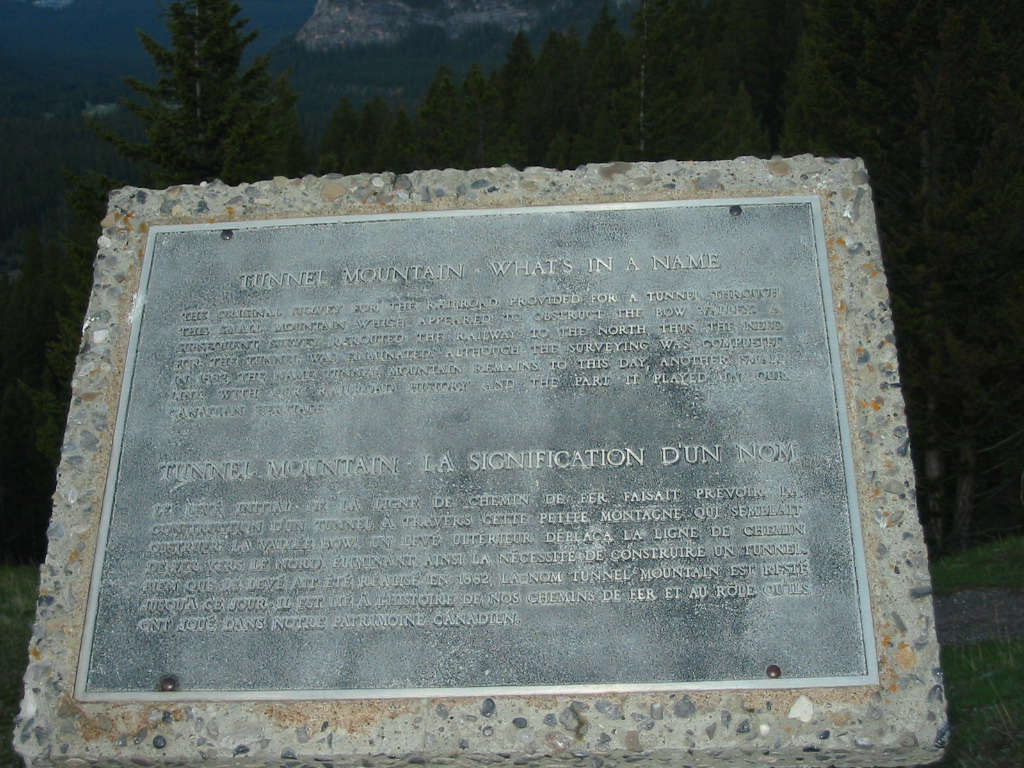 TUNNEL MOUNTAIN - WHAT'S IN A NAME
THE ORIGINAL SURVEY FOR THE RAILROAD PROVIDED FOR A TUNNEL THROUGH
THIS SMALL MOUNTAIN WHICH APPEARED TO OBSTRUCT THE BOW VALLEY. A
SUBSEQUENT SURVEY REROUTED THE RAILWAY TO THE NORTH THUS THE NEED
FOR THE TUNNEL WAS ELIMINATED. ALTHOUGH THE SURVEYING WAS COMPLETED
IN 1882, THE NAME TUNNEL MOUNTAIN REMAINS TO THIS DAY, ANOTHER
LINK WITH OUR RAILROAD HISTORY AND THE PART IT PLAYED IN OUR
CANADIAN HERITAGE.
TUNNEL MOUNTAIN - LA SIGNIFICATION D'UN NOM
LE LEVÉ INITIAL DE LA LIGNE DE CHEMIN DE FER FAISAIT PRÉVOIR LA
CONSTRUCTION D'UN TUNNEL À TRAVERS CETTE PETITE MONTAGNE QUI SEMBLAIT
OBSTRUER LA VALLÉE BOW. UN LEVÉ ULTÉRIEUR DÉPLAÇA LA LIGNE DE CHEMIN
DE FER VERS LE NORD ÉLIMINANT AINSI LA NÉCESSITÉ DE CONSTRUIRE UN TUNNEL.
BIEN QUE LE LEVÉ AIT ÉTÉ RÉALISÉ EN 1882, LA NOM TUNNEL MOUNTAIN EST RESTÉ
JUSQU'À CE JOUR. IL EST LIÉ À L'HISTOIRE DE NOS CHEMINS DE FER ET AU RÔLE QU'ILS
ONT JOUÉ DANS NOTRE PATRIMOINE CANADIEN.